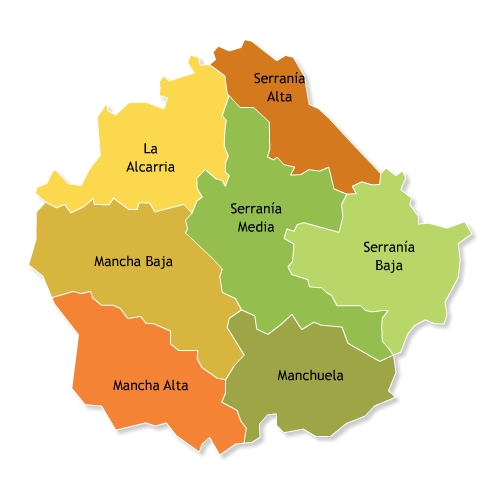 Serranía
Alta
La
Alcarria
Serranía
Media
Serranía
Baja
Mancha Baja
Mancha Alta
Manchuela